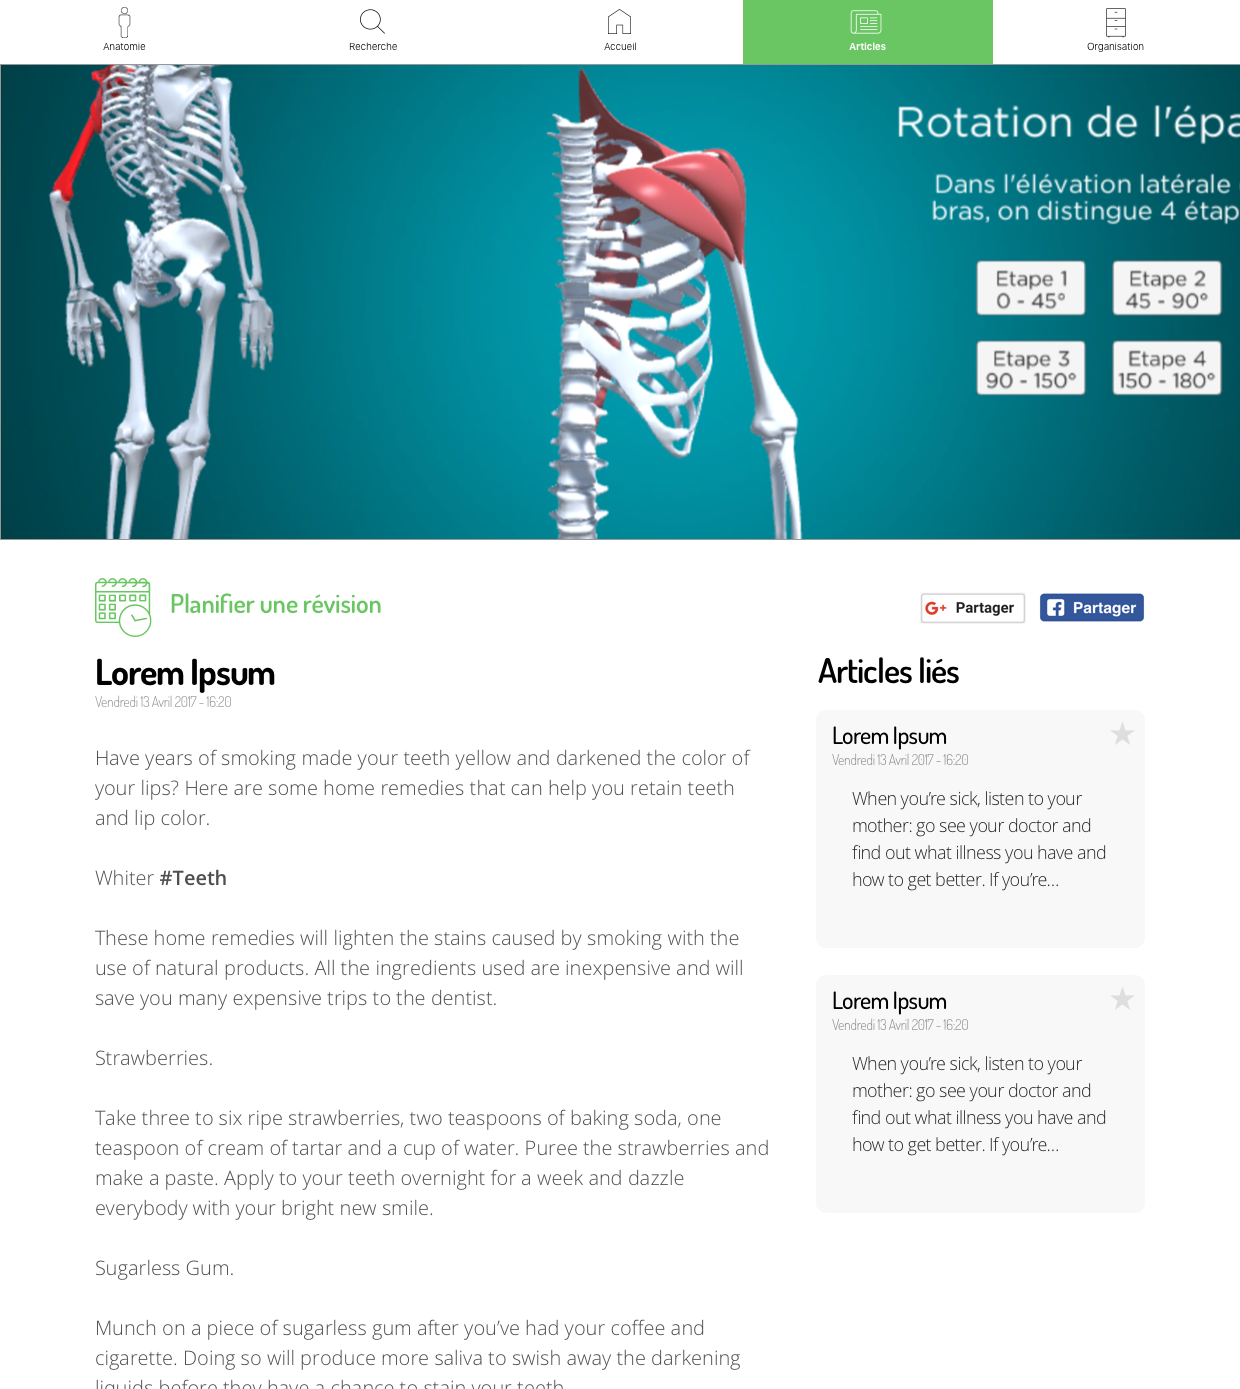 Anatomie
Recherche
Accueil
Articles
Organisation
Rotation de l'épa
Dans l'élévation latérale
bras, on distingue 4 étap
Etape 1
0 - 45°
Etape 2
45 - 90°
Etape 3
90 - 150°
Etape 4
150 - 180°
Planifier une révision
G+ Partager
Partager
Lorem Ipsum
Vendredi 13 Avril 2017 - 16:20
Have years of smoking made your teeth yellow and darkened the color of
your lips? Here are some home remedies that can help you retain teeth
and lip color.
Whiter #Teeth
These home remedies will lighten the stains caused by smoking with the
use of natural products. All the ingredients used are inexpensive and will
save you many expensive trips to the dentist.
Strawberries.
Take three to six ripe strawberries, two teaspoons of baking soda, one
teaspoon of cream of tartar and a cup of water. Puree the strawberries and
make a paste. Apply to your teeth overnight for a week and dazzle
everybody with your bright new smile.
Sugarless Gum.
Munch on a piece of sugarless gum after you've had your coffee and
cigarette. Doing so will produce more saliva to swish away the darkening
liquids before they have a chance to stain your teeth.
Articles liés
Lorem Ipsum
Vendredi 13 Avril 2017 - 16:20
When you're sick, listen to your
mother: go see your doctor and
find out what illness you have and
how to get better. If you're...
Lorem Ipsum
Vendredi 13 Avril 2017 - 16:20
When you're sick, listen to your
mother: go see your doctor and
find out what illness you have and
how to get better. If you're...